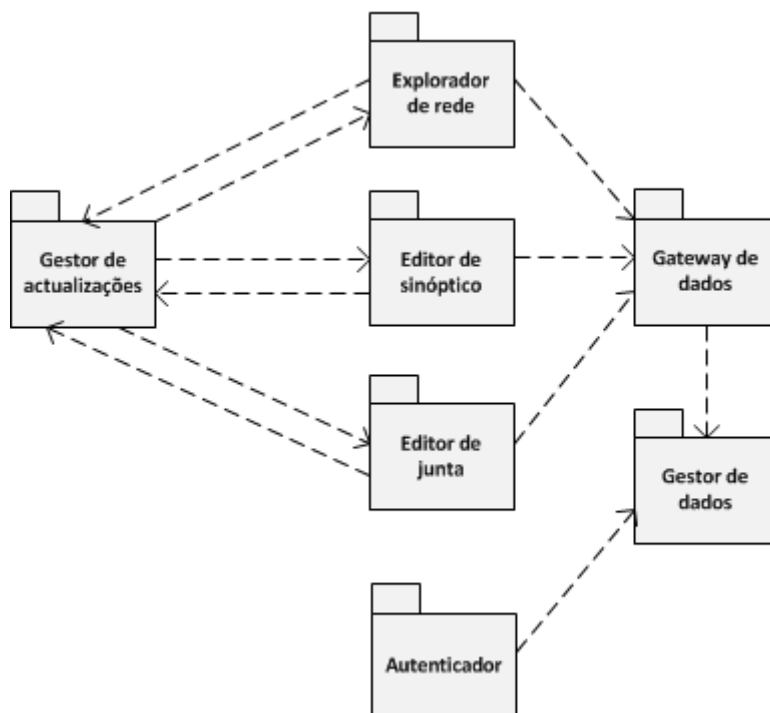 Explorador
de rede
Gestor de
actualizações
Editor de
sinóptico
Gateway de
dados
Editor de
junta
Gestor de
dados
Autenticador